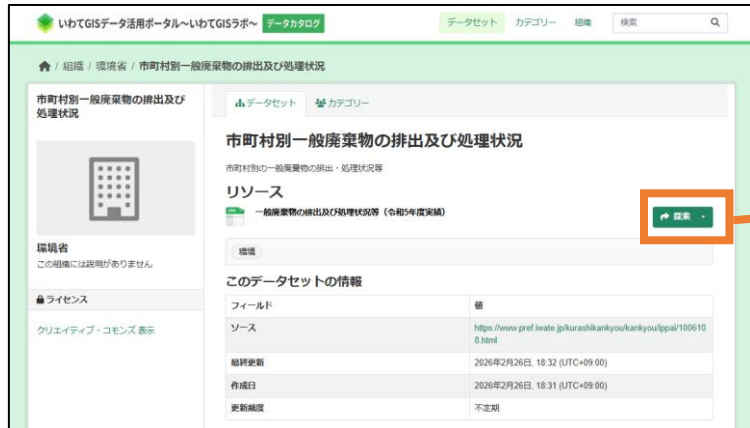 いわてGISデータ活用ポータル～いわてGISラボ～ データカタログ
データセット カテゴリー 組織 検索
/ 組織 / 環境省 / 市町村別一般廃棄物の排出及び処理状況
市町村別一般廃棄物の排出及び
処理状況
環境省
この組織には説明がありません
ライセンス
クリエイティブ・コモンズ 表示
データセット カテゴリー
市町村別一般廃棄物の排出及び処理状況
市町村別の一般廃棄物の排出・処理状況等
リソース
一般廃棄物の排出及び処理状況等（令和5年度実績）
探索
環境
このデータセットの情報
フィールド 値
ソース https://www.pref.iwate.jp/kurashikankyou/kankyou/ippai/100610
8.html
最終更新 2026年2月26日, 18:32 (UTC+09:00)
作成日 2026年2月26日, 18:31 (UTC+09:00)
更新頻度 不定期